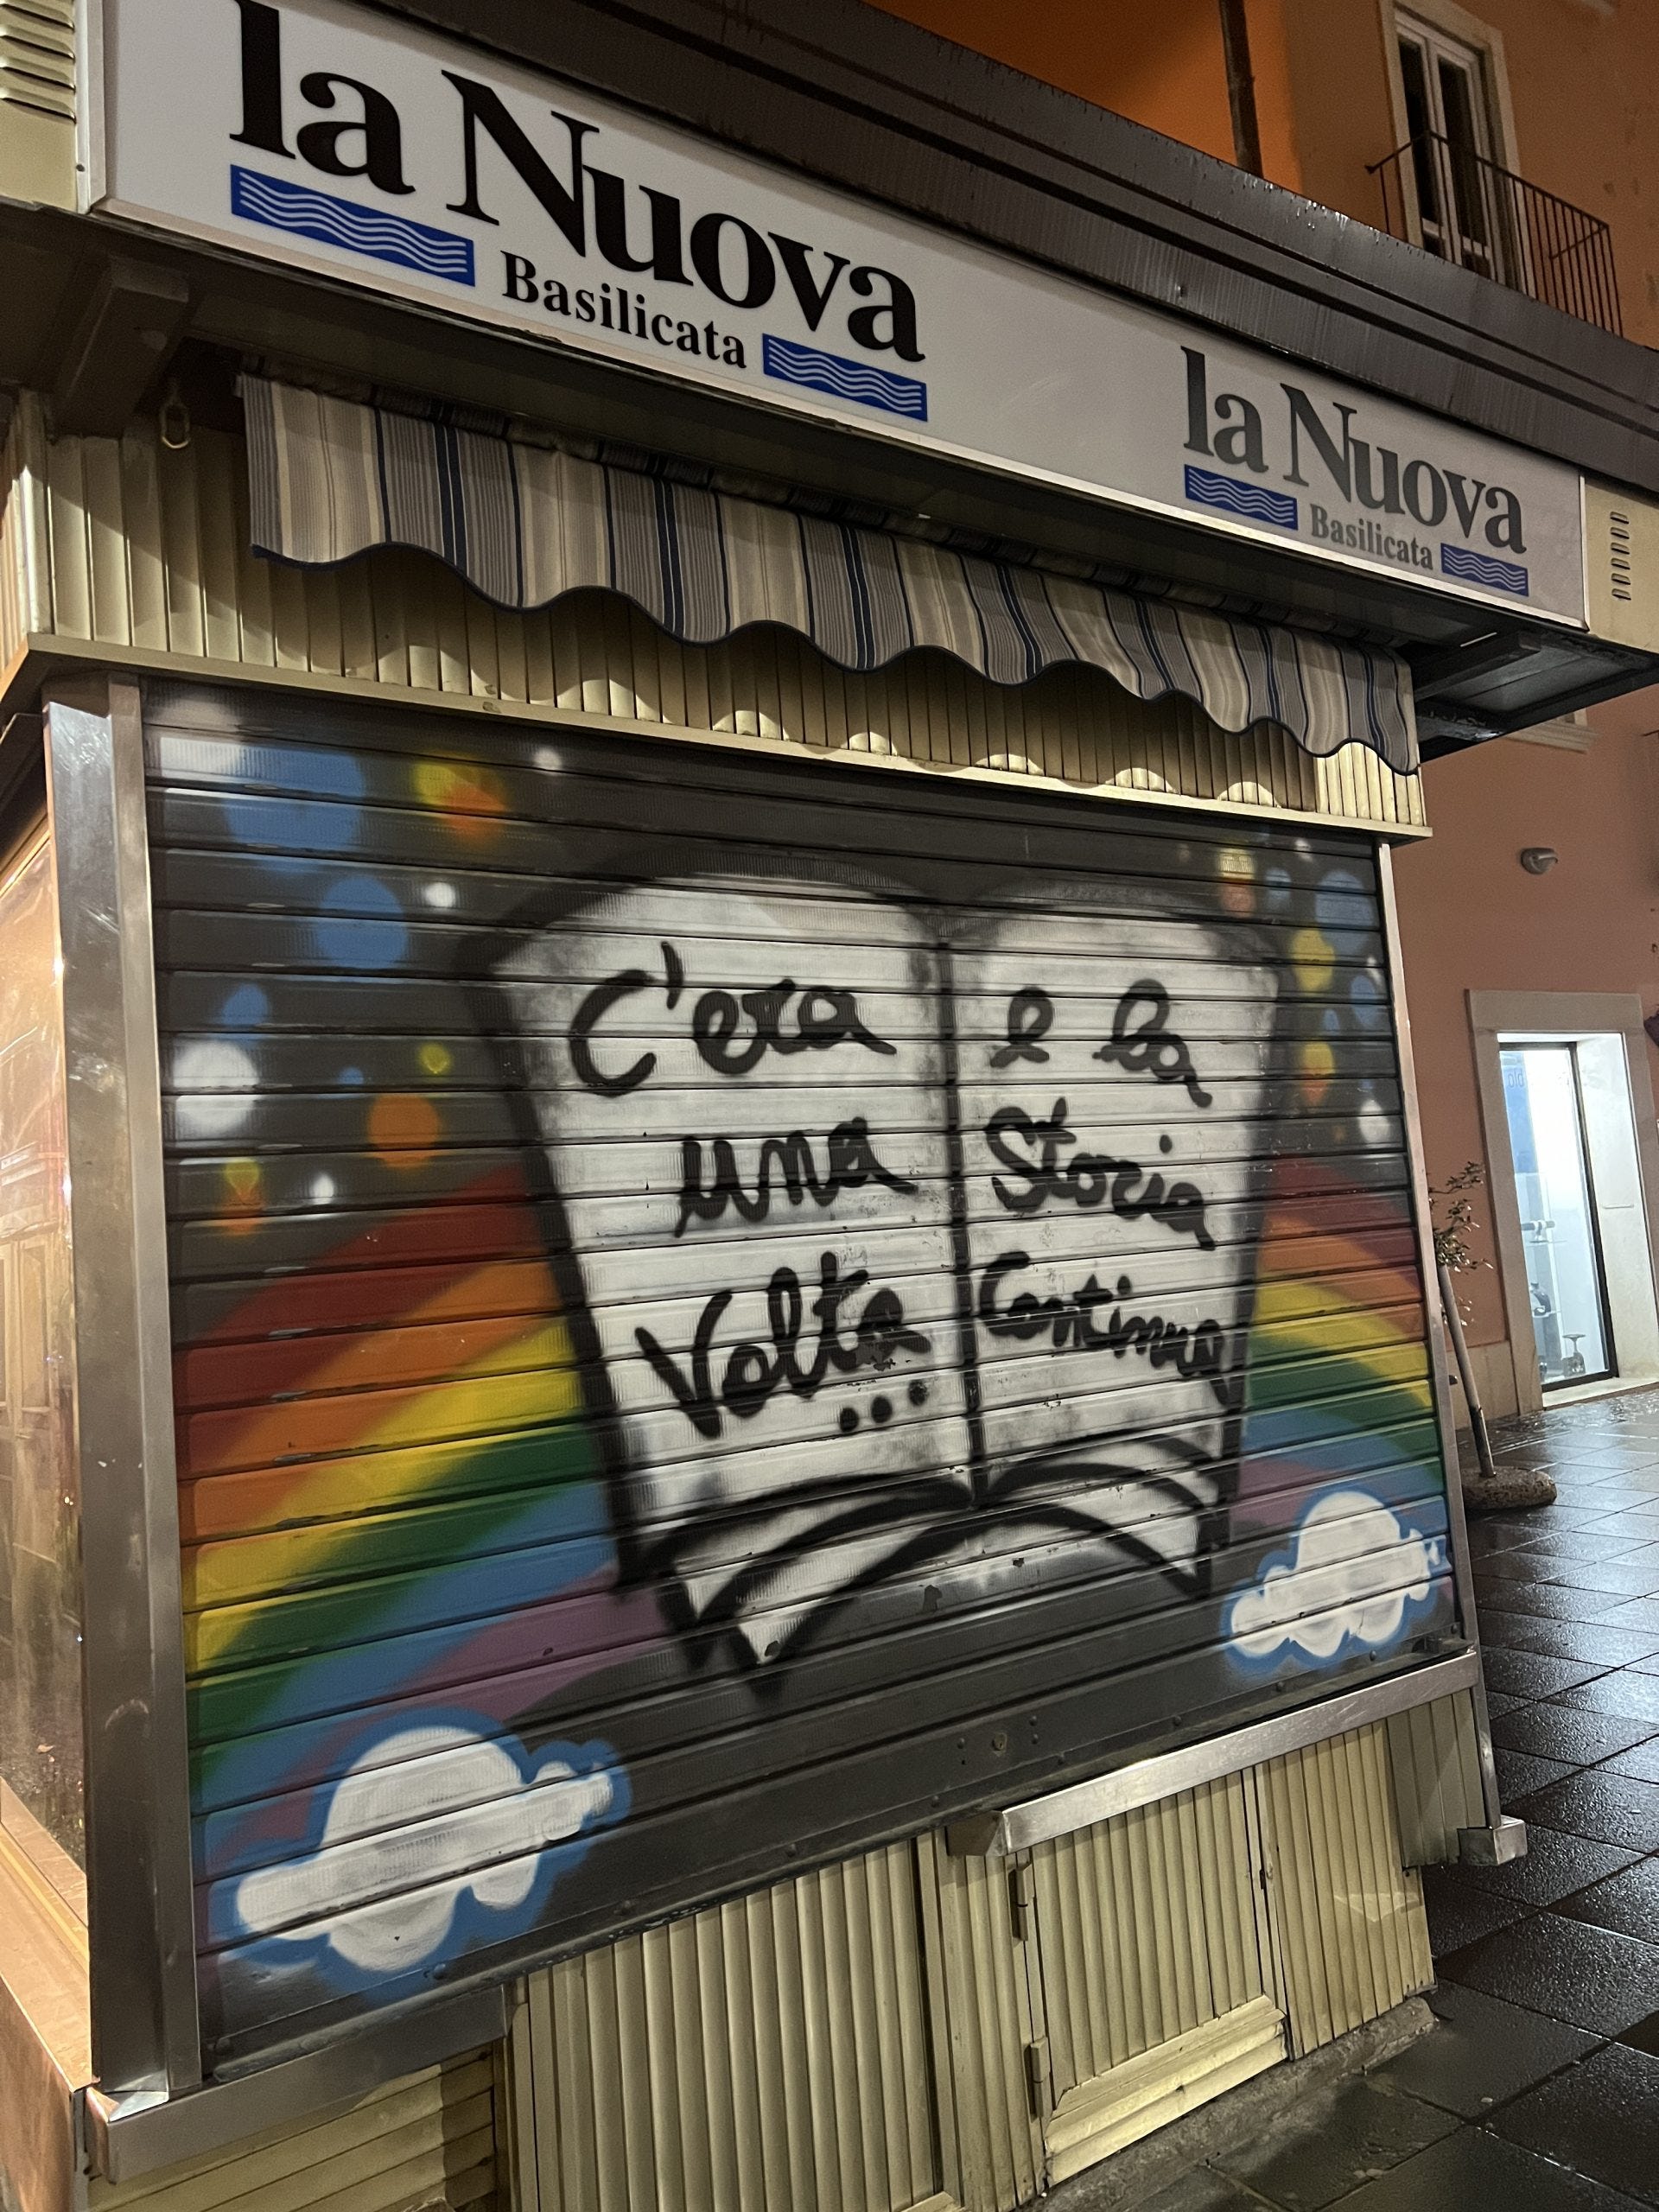 la Nuova
Basilicata
la Nuova
Basilicata
C'era
una
Volta...
e la
Storia
Continua